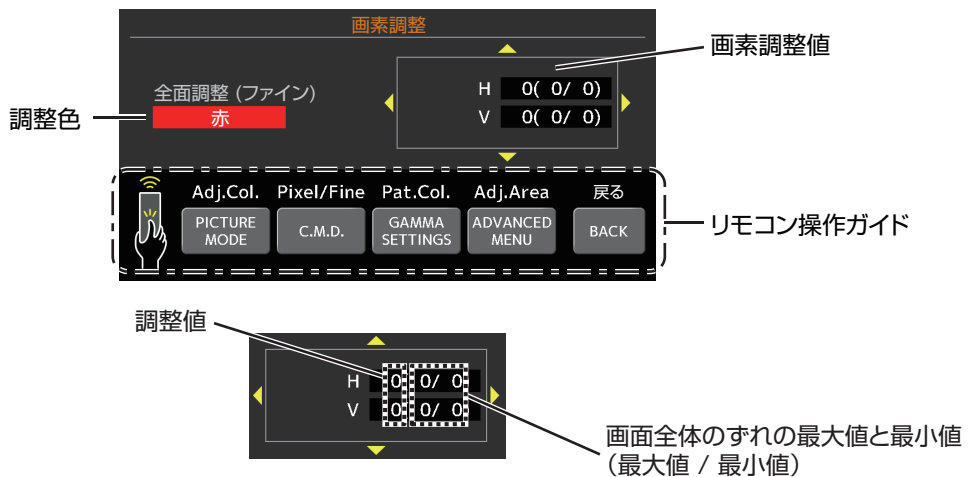 画素調整
画素調整値
全面調整 (ファイン)
調整色
赤
H 0( 0/ 0)
V 0( 0/ 0)
Adj.Col. Pixel/Fine Pat.Col. Adj.Area 戻る
PICTURE MODE C.M.D. GAMMA SETTINGS ADVANCED MENU BACK
リモコン操作ガイド
調整値
H 0 0/ 0
V 0 0/ 0
画面全体のずれの最大値と最小値
（最大値 / 最小値）